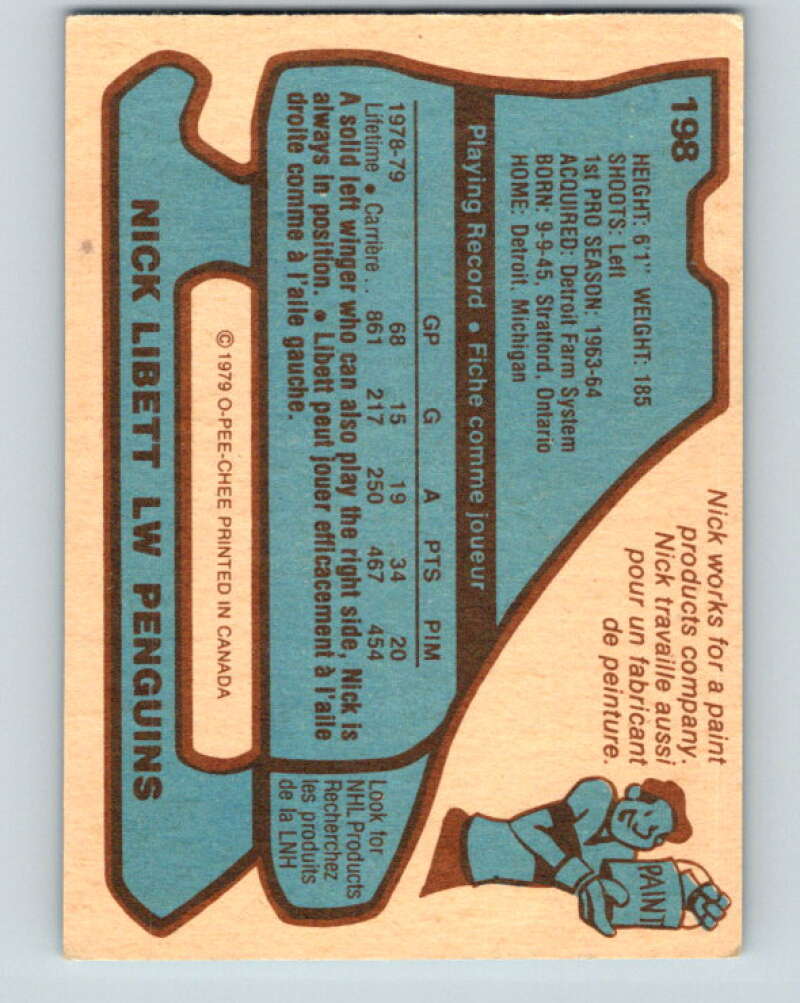 198
HEIGHT: 6'1" WEIGHT: 185
SHOOTS: Left
1st PRO SEASON: 1963-64
ACQUIRED: Detroit Farm System
BORN: 9-9-45, Stratford, Ontario
HOME: Detroit, Michigan
Nick works for a paint
products company.
Nick travaille aussi
pour un fabricant
de peinture.
PAINT
Playing Record • Fiche comme joueur
GP G A PTS PIM
1978-79 68 15 19 34 20
Lifetime • Carrière .. 861 217 250 467 454
A solid left winger who can also play the right side, Nick is
always in position. • Libett peut jouer efficacement à l'aile
droite comme à l'aile gauche.
Look for
NHL Products
Recherchez
les produits
de la LNH
© 1979 O-PEE-CHEE PRINTED IN CANADA
NICK LIBETT LW PENGUINS